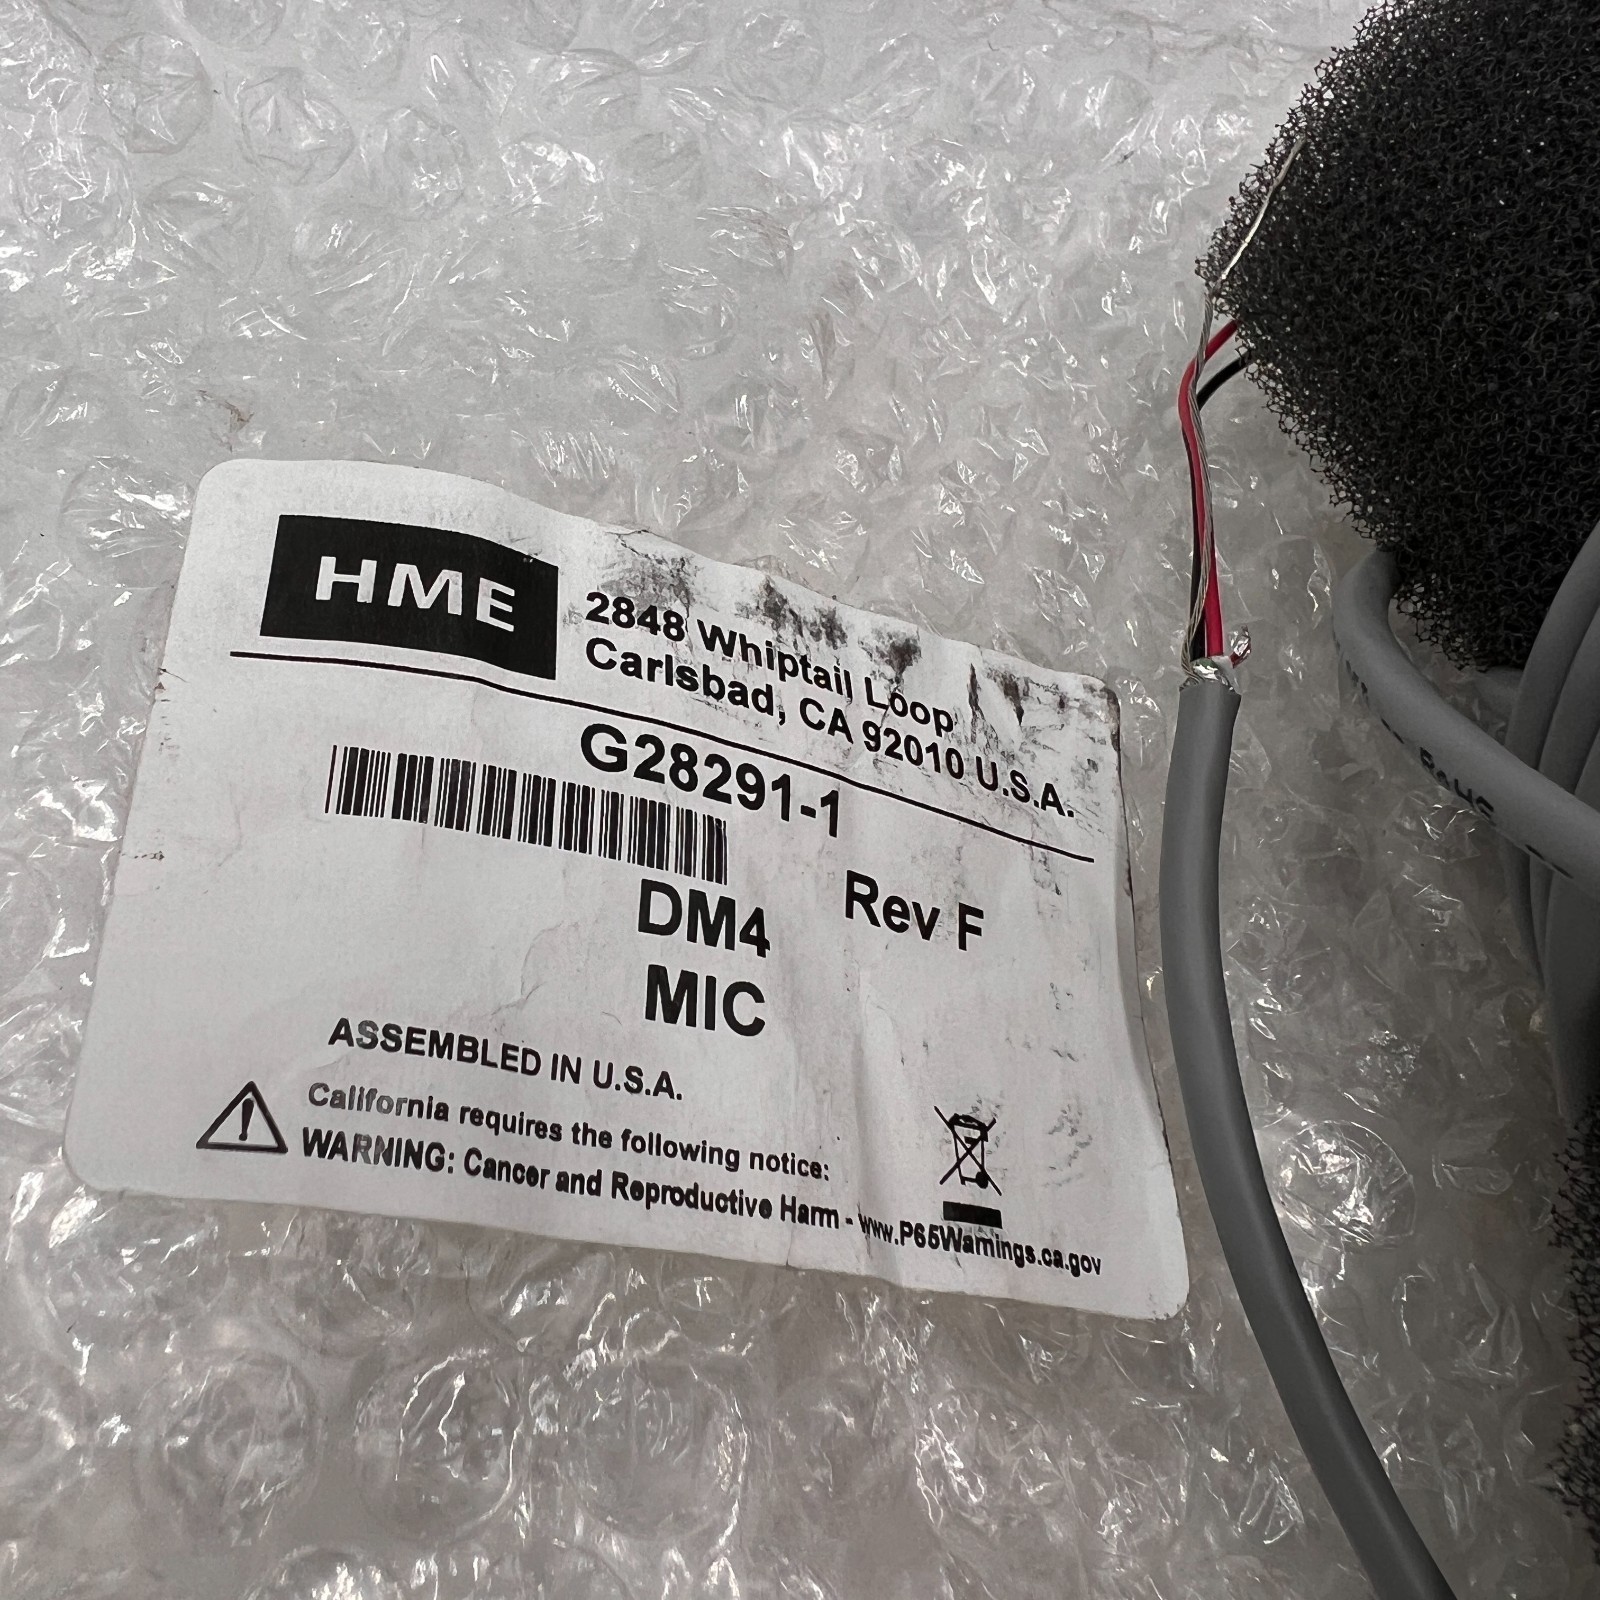 HME
2848 Whiptail Loop
Carlsbad, CA 92010 U.S.A.
G28291-1
DM4
Rev F
MIC
ASSEMBLED IN U.S.A.
California requires the following notice:
WARNING: Cancer and Reproductive Harm - www.P65Warnings.ca.gov
RoHS